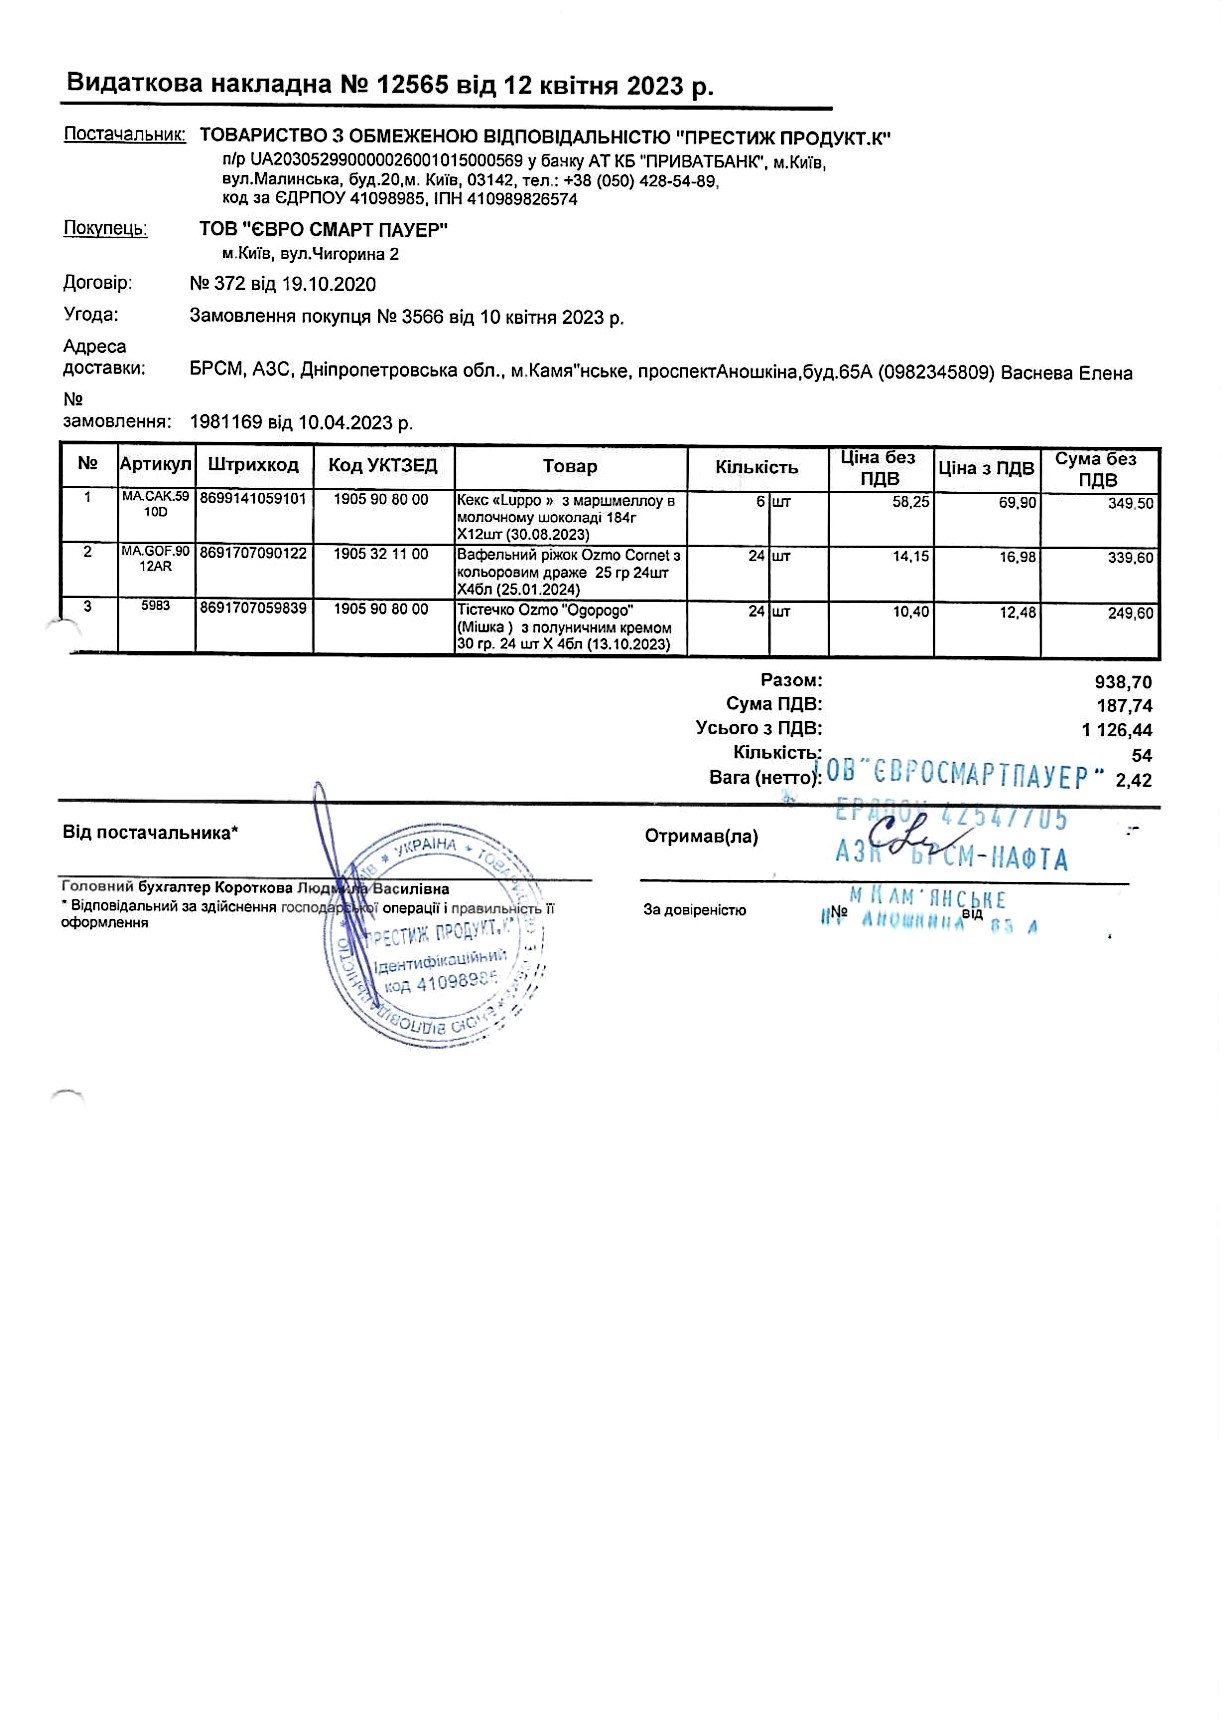 Видаткова накладна № 12565 від 12 квітня 2023 р.
Постачальник: ТОВАРИСТВО З ОБМЕЖЕНОЮ ВІДПОВІДАЛЬНІСТЮ "ПРЕСТИЖ ПРОДУКТ.К"
п/р UA203052990000026001015000569 у банку АТ КБ "ПРИВАТБАНК", м.Київ,
вул.Малинська, буд.20,м. Київ, 03142, тел.: +38 (050) 428-54-89,
код за ЄДРПОУ 41098985, ІПН 410989826574
Покупець: ТОВ "ЄВРО СМАРТ ПАУЕР"
м.Київ, вул.Чигорина 2
Договір: № 372 від 19.10.2020
Угода: Замовлення покупця № 3566 від 10 квітня 2023 р.
Адреса
доставки: БРСМ, АЗС, Дніпропетровська обл., м.Камя"нське, проспектАношкіна,буд.65А (0982345809) Васнева Елена
№
замовлення: 1981169 від 10.04.2023 р.
№ Артикул Штрихкод Код УКТЗЕД Товар Кількість Ціна без ПДВ Ціна з ПДВ Сума без ПДВ
1 MA.CAK.59 8699141059101 1905 90 80 00 Кекс «Luppo » з маршмеллоу в 6 шт 58,25 69,90 349,50
10D молочному шоколаді 184г
Х12шт (30.08.2023)
2 MA.GOF.90 8691707090122 1905 32 11 00 Вафельний ріжок Ozmo Cornet з 24 шт 14,15 16,98 339,60
12AR кольоровим драже 25 гр 24шт
Х4бл (25.01.2024)
3 5983 8691707059839 1905 90 80 00 Тістечко Ozmo "Ogopogo" 24 шт 10,40 12,48 249,60
(Мішка ) з полуничним кремом
30 гр. 24 шт Х 4бл (13.10.2023)
Разом: 938,70
Сума ПДВ: 187,74
Усього з ПДВ: 1 126,44
Кількість: 54
Вага (нетто): 2,42
ТОВ "ЄВРОСМАРТПАУЕР"
42547705
АЗК БРСМ-НАФТА
М КАМ'ЯНСЬКЕ
Від постачальника*
Отримав(ла)
Головний бухгалтер Короткова Людмила Василівна
* Відповідальний за здійснення господарської операції і правильність її
оформлення
За довіреністю № від
УКРАЇНА
ПРЕСТИЖ ПРОДУКТ.К"
Ідентифікаційний
код 41098985